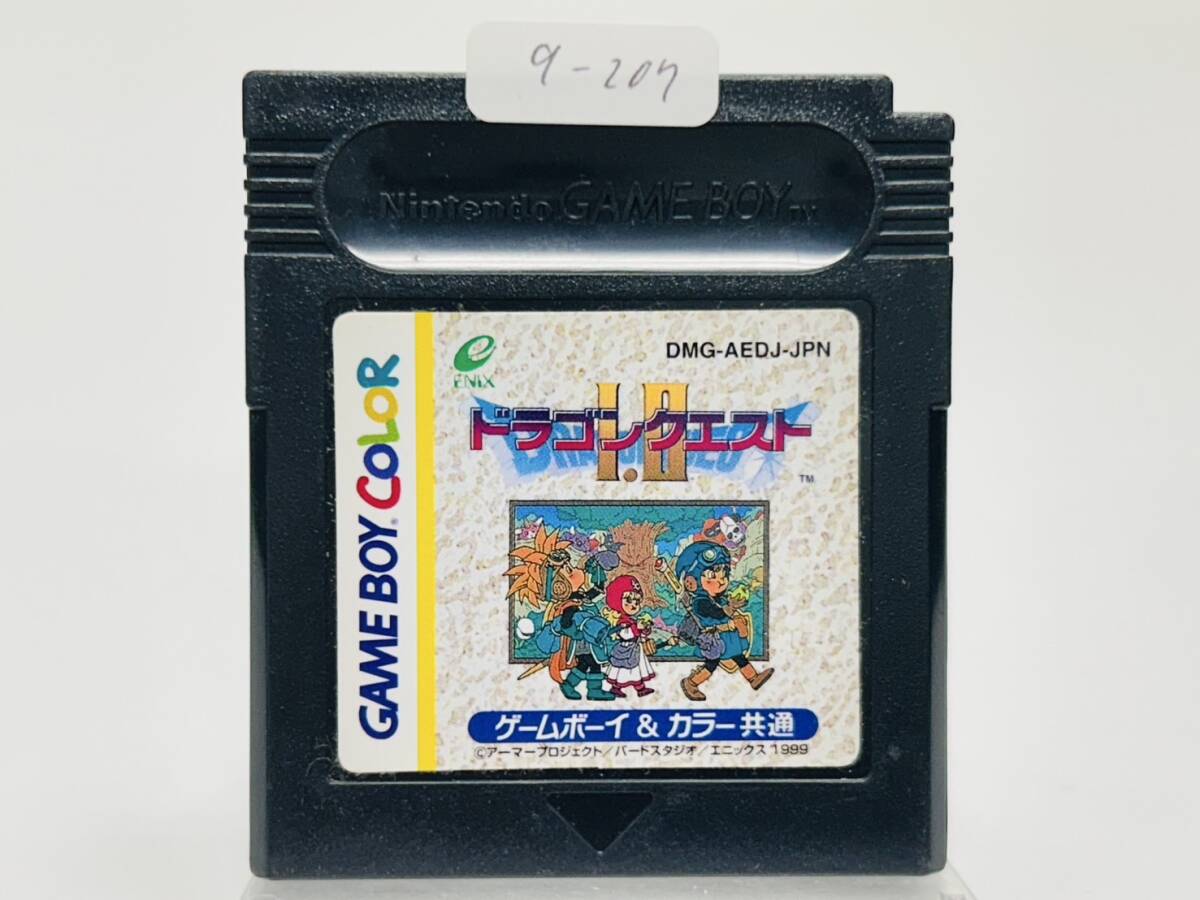 9-207
Nintendo GAME BOY TM
GAME BOY COLOR
ENIX
DMG-AEDJ-JPN
ドラゴンクエスト
I・II
TM
ゲームボーイ & カラー共通
©アーマープロジェクト/バードスタジオ/エニックス 1999